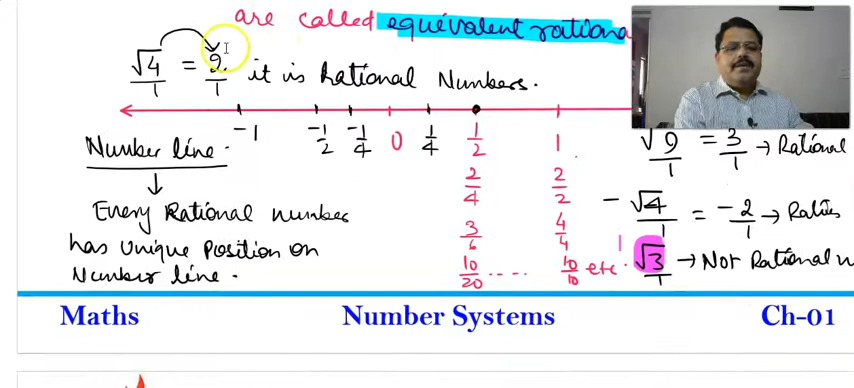 are called equivalent rationa
√4/1 = 2/1 it is Rational Numbers.
-1 -1/2 -1/4 0 1/4 1/2 1
2/4 2/2
3/6 4/4
10/20 ..... 10/10 etc.
Number line.
Every Rational number
has unique position on
Number line.
√9/1 = 3/1 → Rational
-√4/1 = -2/1 →
√3/1 → Not Rational
Maths Number Systems Ch-01